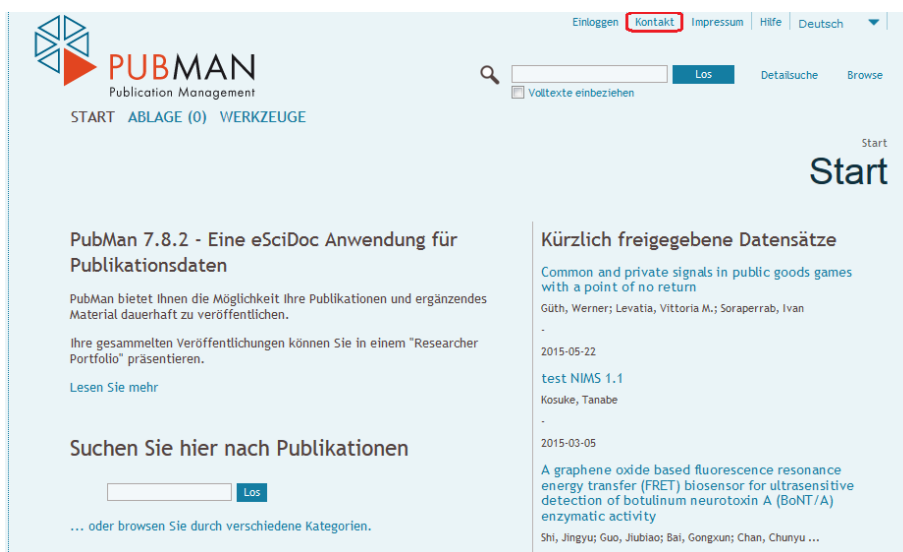 Einloggen Kontakt Impressum Hilfe Deutsch
PUBMAN
Publication Management
Los Detailsuche Browse
Volltexte einbeziehen
START ABLAGE (0) WERKZEUGE
Start
Start
PubMan 7.8.2 - Eine eSciDoc Anwendung für
Publikationsdaten
PubMan bietet Ihnen die Möglichkeit Ihre Publikationen und ergänzendes
Material dauerhaft zu veröffentlichen.
Ihre gesammelten Veröffentlichungen können Sie in einem "Researcher
Portfolio" präsentieren.
Lesen Sie mehr
Suchen Sie hier nach Publikationen
Los
... oder browsen Sie durch verschiedene Kategorien.
Kürzlich freigegebene Datensätze
Common and private signals in public goods games
with a point of no return
Güth, Werner; Levatia, Vittoria M.; Soraperrab, Ivan
-
2015-05-22
test NIMS 1.1
Kosuke, Tanabe
-
2015-03-05
A graphene oxide based fluorescence resonance
energy transfer (FRET) biosensor for ultrasensitive
detection of botulinum neurotoxin A (BoNT/A)
enzymatic activity
Shi, Jingyu; Guo, Jiubiao; Bai, Gongxun; Chan, Chunyu ...